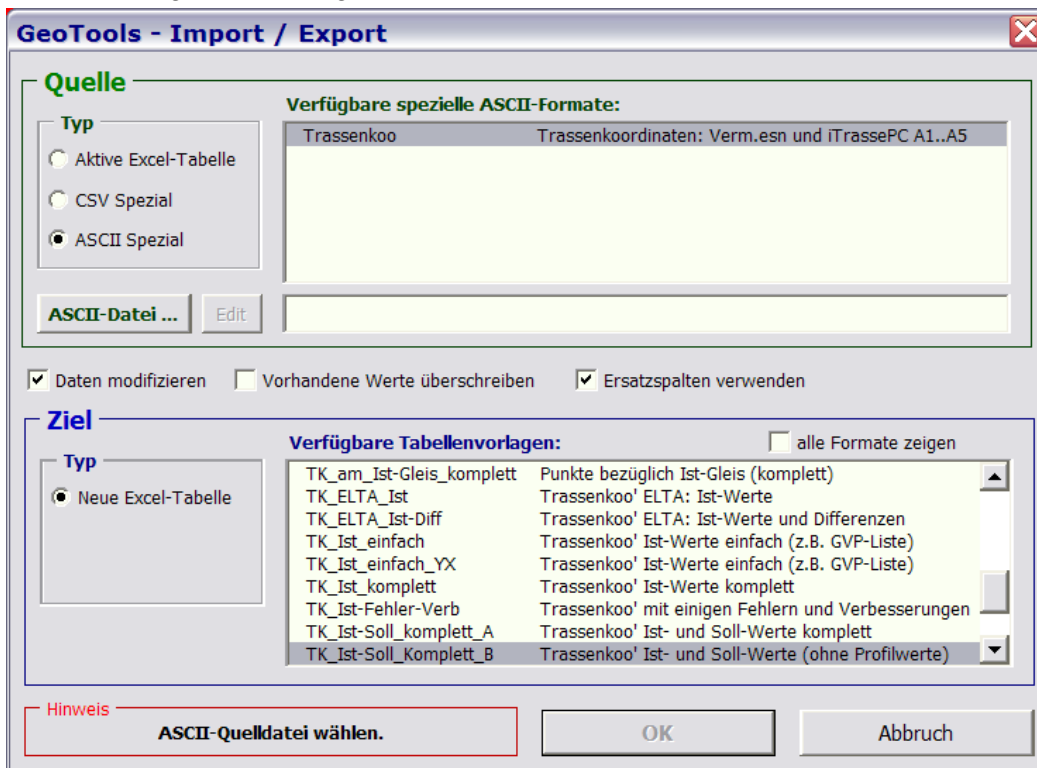 GeoTools - Import / Export
Quelle
Verfügbare spezielle ASCII-Formate:
Typ
Trassenkoo Trassenkoordinaten: Verm.esn und iTrassePC A1..A5
Aktive Excel-Tabelle
CSV Spezial
ASCII Spezial
ASCII-Datei ... Edit
Daten modifizieren Vorhandene Werte überschreiben Ersatzspalten verwenden
Ziel
Verfügbare Tabellenvorlagen: alle Formate zeigen
Typ
TK_am_Ist-Gleis_komplett Punkte bezüglich Ist-Gleis (komplett)
Neue Excel-Tabelle TK_ELTA_Ist Trassenkoo' ELTA: Ist-Werte
TK_ELTA_Ist-Diff Trassenkoo' ELTA: Ist-Werte und Differenzen
TK_Ist_einfach Trassenkoo' Ist-Werte einfach (z.B. GVP-Liste)
TK_Ist_einfach_YX Trassenkoo' Ist-Werte einfach (z.B. GVP-Liste)
TK_Ist_komplett Trassenkoo' Ist-Werte komplett
TK_Ist-Fehler-Verb Trassenkoo' mit einigen Fehlern und Verbesserungen
TK_Ist-Soll_komplett_A Trassenkoo' Ist- und Soll-Werte komplett
TK_Ist-Soll_Komplett_B Trassenkoo' Ist- und Soll-Werte (ohne Profilwerte)
Hinweis
ASCII-Quelldatei wählen. OK Abbruch